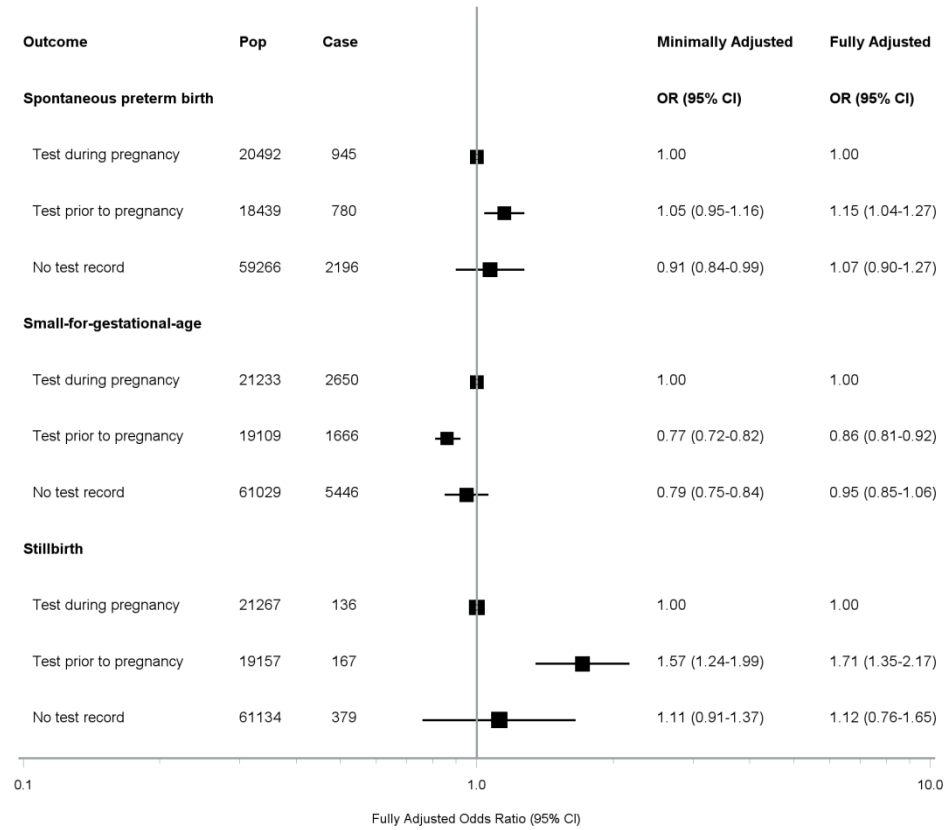 Outcome Pop Case Minimally Adjusted Fully Adjusted
Spontaneous preterm birth OR (95% CI) OR (95% CI)
Test during pregnancy 20492 945 1.00 1.00
Test prior to pregnancy 18439 780 1.05 (0.95-1.16) 1.15 (1.04-1.27)
No test record 59266 2196 0.91 (0.84-0.99) 1.07 (0.90-1.27)
Small-for-gestational-age
Test during pregnancy 21233 2650 1.00 1.00
Test prior to pregnancy 19109 1666 0.77 (0.72-0.82) 0.86 (0.81-0.92)
No test record 61029 5446 0.79 (0.75-0.84) 0.95 (0.85-1.06)
Stillbirth
Test during pregnancy 21267 136 1.00 1.00
Test prior to pregnancy 19157 167 1.57 (1.24-1.99) 1.71 (1.35-2.17)
No test record 61134 379 1.11 (0.91-1.37) 1.12 (0.76-1.65)
0.1 1.0 10.0
Fully Adjusted Odds Ratio (95% CI)